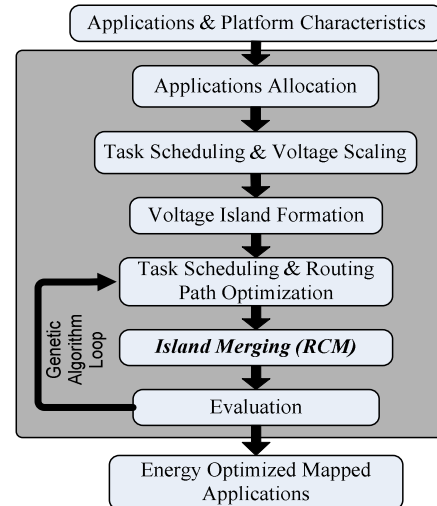 Applications & Platform Characteristics
Applications Allocation
Task Scheduling & Voltage Scaling
Voltage Island Formation
Task Scheduling & Routing
Path Optimization
Island Merging (RCM)
Evaluation
Genetic
Algorithm
Loop
Energy Optimized Mapped
Applications